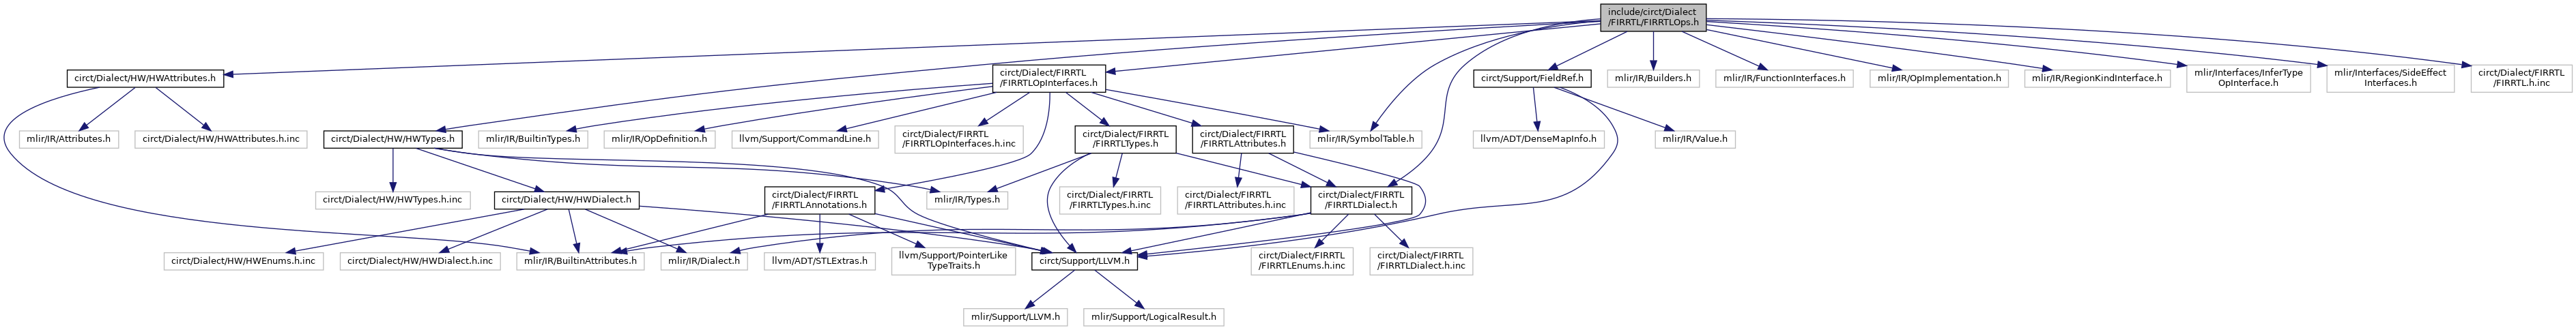 include/circt/Dialect
/FIRRTL/FIRRTLOps.h
circt/Dialect/HW/HWAttributes.h
circt/Dialect/FIRRTL
/FIRRTLOpInterfaces.h
circt/Support/FieldRef.h
mlir/IR/Builders.h
mlir/IR/FunctionInterfaces.h
mlir/IR/OpImplementation.h
mlir/IR/RegionKindInterface.h
mlir/Interfaces/InferType
OpInterface.h
mlir/Interfaces/SideEffect
Interfaces.h
circt/Dialect/FIRRTL
/FIRRTL.h.inc
mlir/IR/Attributes.h
circt/Dialect/HW/HWAttributes.h.inc
circt/Dialect/HW/HWTypes.h
mlir/IR/BuiltinTypes.h
mlir/IR/OpDefinition.h
llvm/Support/CommandLine.h
circt/Dialect/FIRRTL
/FIRRTLOpInterfaces.h.inc
circt/Dialect/FIRRTL
/FIRRTLTypes.h
circt/Dialect/FIRRTL
/FIRRTLAttributes.h
mlir/IR/SymbolTable.h
llvm/ADT/DenseMapInfo.h
mlir/IR/Value.h
circt/Dialect/HW/HWTypes.h.inc
circt/Dialect/HW/HWDialect.h
circt/Dialect/FIRRTL
/FIRRTLAnnotations.h
mlir/IR/Types.h
circt/Dialect/FIRRTL
/FIRRTLTypes.h.inc
circt/Dialect/FIRRTL
/FIRRTLAttributes.h.inc
circt/Dialect/FIRRTL
/FIRRTLDialect.h
circt/Dialect/HW/HWEnums.h.inc
circt/Dialect/HW/HWDialect.h.inc
mlir/IR/BuiltinAttributes.h
mlir/IR/Dialect.h
llvm/ADT/STLExtras.h
llvm/Support/PointerLike
TypeTraits.h
circt/Support/LLVM.h
circt/Dialect/FIRRTL
/FIRRTLEnums.h.inc
circt/Dialect/FIRRTL
/FIRRTLDialect.h.inc
mlir/Support/LLVM.h
mlir/Support/LogicalResult.h